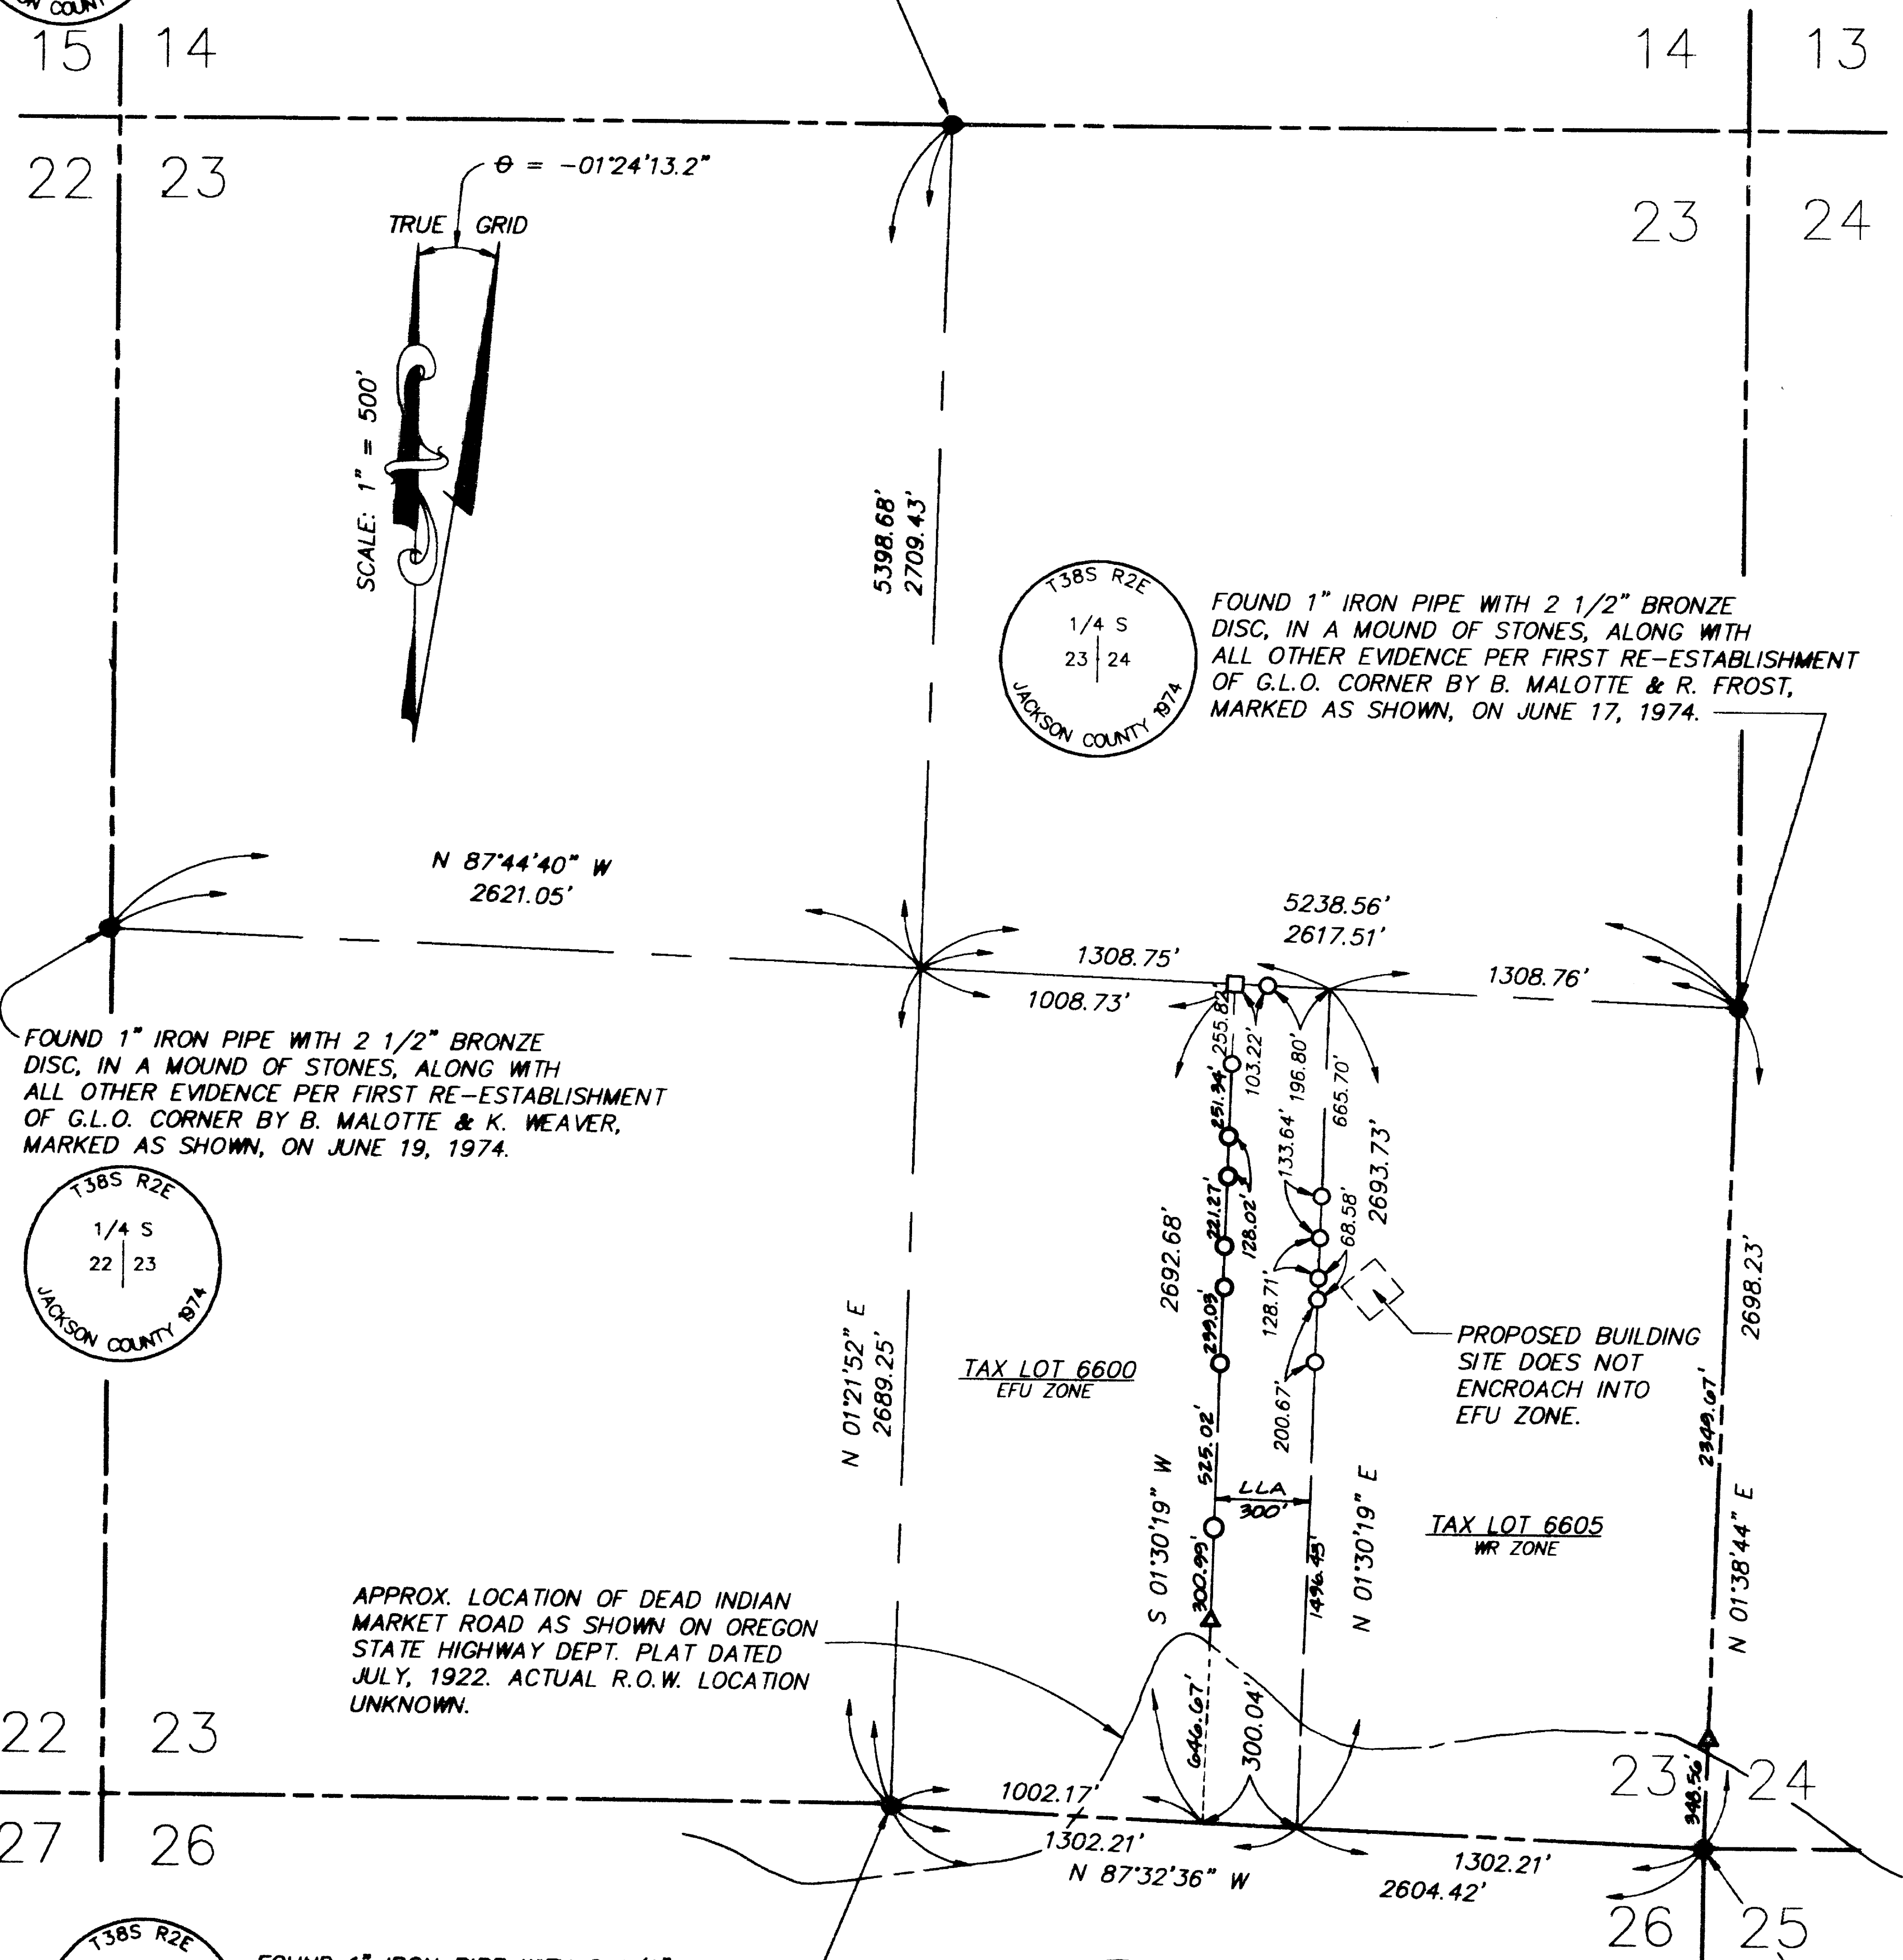 ON COUNTY
15 14
14 13
22 23
23 24
θ = -01°24'13.2"
TRUE GRID
SCALE: 1" = 500'
5398.68'
2709.43'
T38S R2E
1/4 S
23 24
JACKSON COUNTY 1974
FOUND 1" IRON PIPE WITH 2 1/2" BRONZE
DISC, IN A MOUND OF STONES, ALONG WITH
ALL OTHER EVIDENCE PER FIRST RE-ESTABLISHMENT
OF G.L.O. CORNER BY B. MALOTTE & R. FROST,
MARKED AS SHOWN, ON JUNE 17, 1974.
N 87°44'40" W
2621.05'
5238.56'
2617.51'
1308.75'
1308.76'
1008.73'
FOUND 1" IRON PIPE WITH 2 1/2" BRONZE
DISC, IN A MOUND OF STONES, ALONG WITH
ALL OTHER EVIDENCE PER FIRST RE-ESTABLISHMENT
OF G.L.O. CORNER BY B. MALOTTE & K. WEAVER,
MARKED AS SHOWN, ON JUNE 19, 1974.
T38S R2E
1/4 S
22 23
JACKSON COUNTY 1974
255.82'
103.22'
196.80'
665.70'
251.34'
133.64'
2693.73'
221.27'
128.02'
68.58'
2692.68'
128.71'
200.67'
525.02'
N 01°21'52" E
2689.25'
TAX LOT 6600
EFU ZONE
PROPOSED BUILDING
SITE DOES NOT
ENCROACH INTO
EFU ZONE.
2698.23'
2349.67'
S 01°30'19" W
LLA
300'
N 01°30'19" E
TAX LOT 6605
WR ZONE
N 01°38'44" E
300.99'
1496.43'
APPROX. LOCATION OF DEAD INDIAN
MARKET ROAD AS SHOWN ON OREGON
STATE HIGHWAY DEPT. PLAT DATED
JULY, 1922. ACTUAL R.O.W. LOCATION
UNKNOWN.
646.67'
300.04'
22 23
23 24
348.56'
1002.17'
1302.21'
N 87°32'36" W
1302.21'
2604.42'
27 26
26 25
T38S R2E